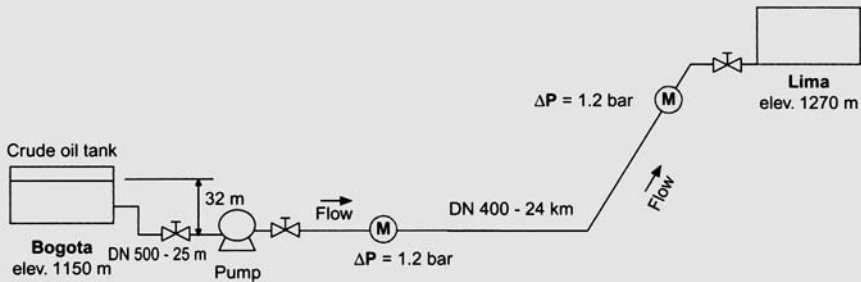 Lima
elev. 1270 m
ΔP = 1.2 bar
M
Crude oil tank
32 m
Flow
DN 400 - 24 km
Flow
M
Bogota
elev. 1150 m
DN 500 - 25 m
Pump
ΔP = 1.2 bar